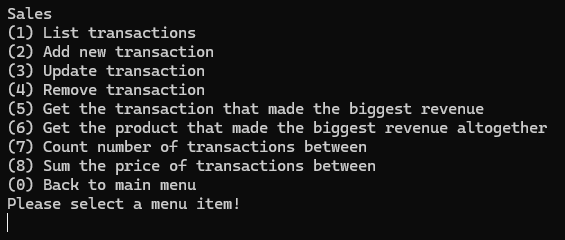 Sales
(1) List transactions
(2) Add new transaction
(3) Update transaction
(4) Remove transaction
(5) Get the transaction that made the biggest revenue
(6) Get the product that made the biggest revenue altogether
(7) Count number of transactions between
(8) Sum the price of transactions between
(0) Back to main menu
Please select a menu item!